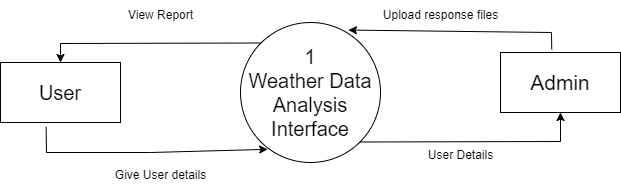 View Report
Upload response files
1
Weather Data
Analysis
Interface
User
Admin
User Details
Give User details